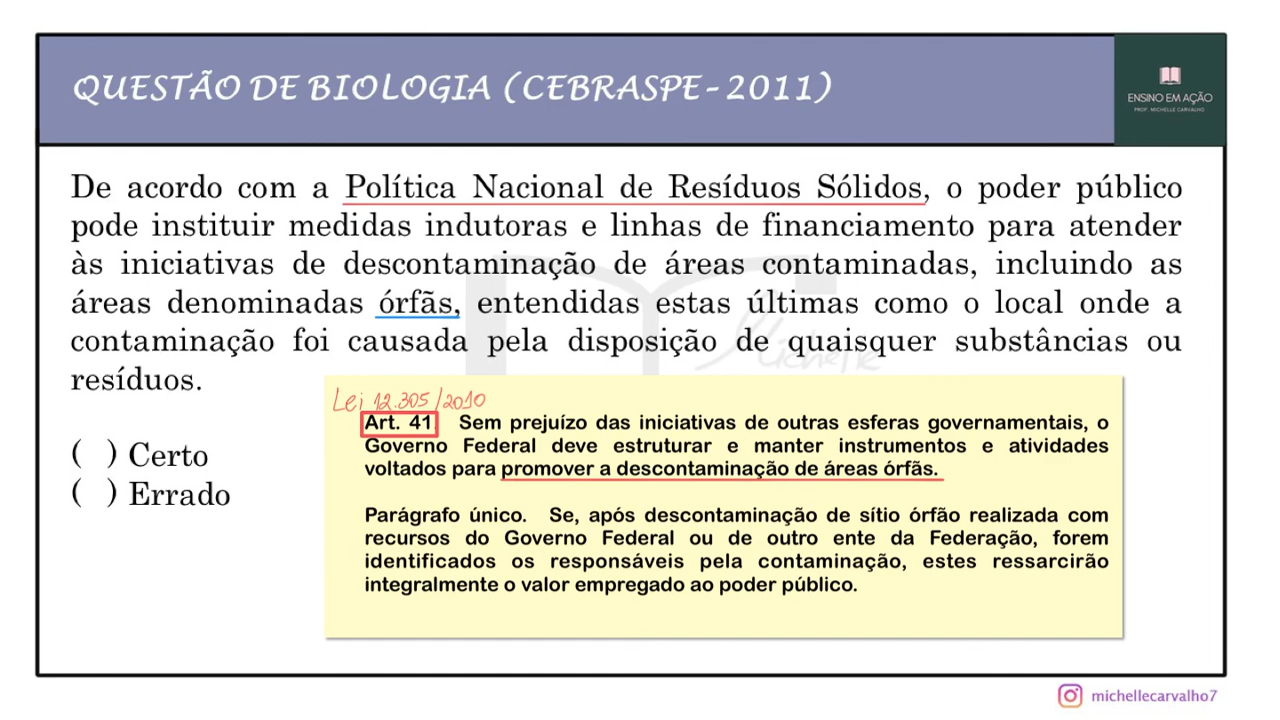 QUESTÃO DE BIOLOGIA (CEBRASPE-2011)
ENSINO EM AÇÃO
PROF. MICHELLE CARVALHO
De acordo com a Política Nacional de Resíduos Sólidos, o poder público
pode instituir medidas indutoras e linhas de financiamento para atender
às iniciativas de descontaminação de áreas contaminadas, incluindo as
áreas denominadas órfãs, entendidas estas últimas como o local onde a
contaminação foi causada pela disposição de quaisquer substâncias ou
resíduos.
Michelle
( ) Certo
( ) Errado
Lei 12.305/2010
Art. 41 Sem prejuízo das iniciativas de outras esferas governamentais, o
Governo Federal deve estruturar e manter instrumentos e atividades
voltados para promover a descontaminação de áreas órfãs.
Parágrafo único. Se, após descontaminação de sítio órfão realizada com
recursos do Governo Federal ou de outro ente da Federação, forem
identificados os responsáveis pela contaminação, estes ressarcirão
integralmente o valor empregado ao poder público.
michellecarvalho7